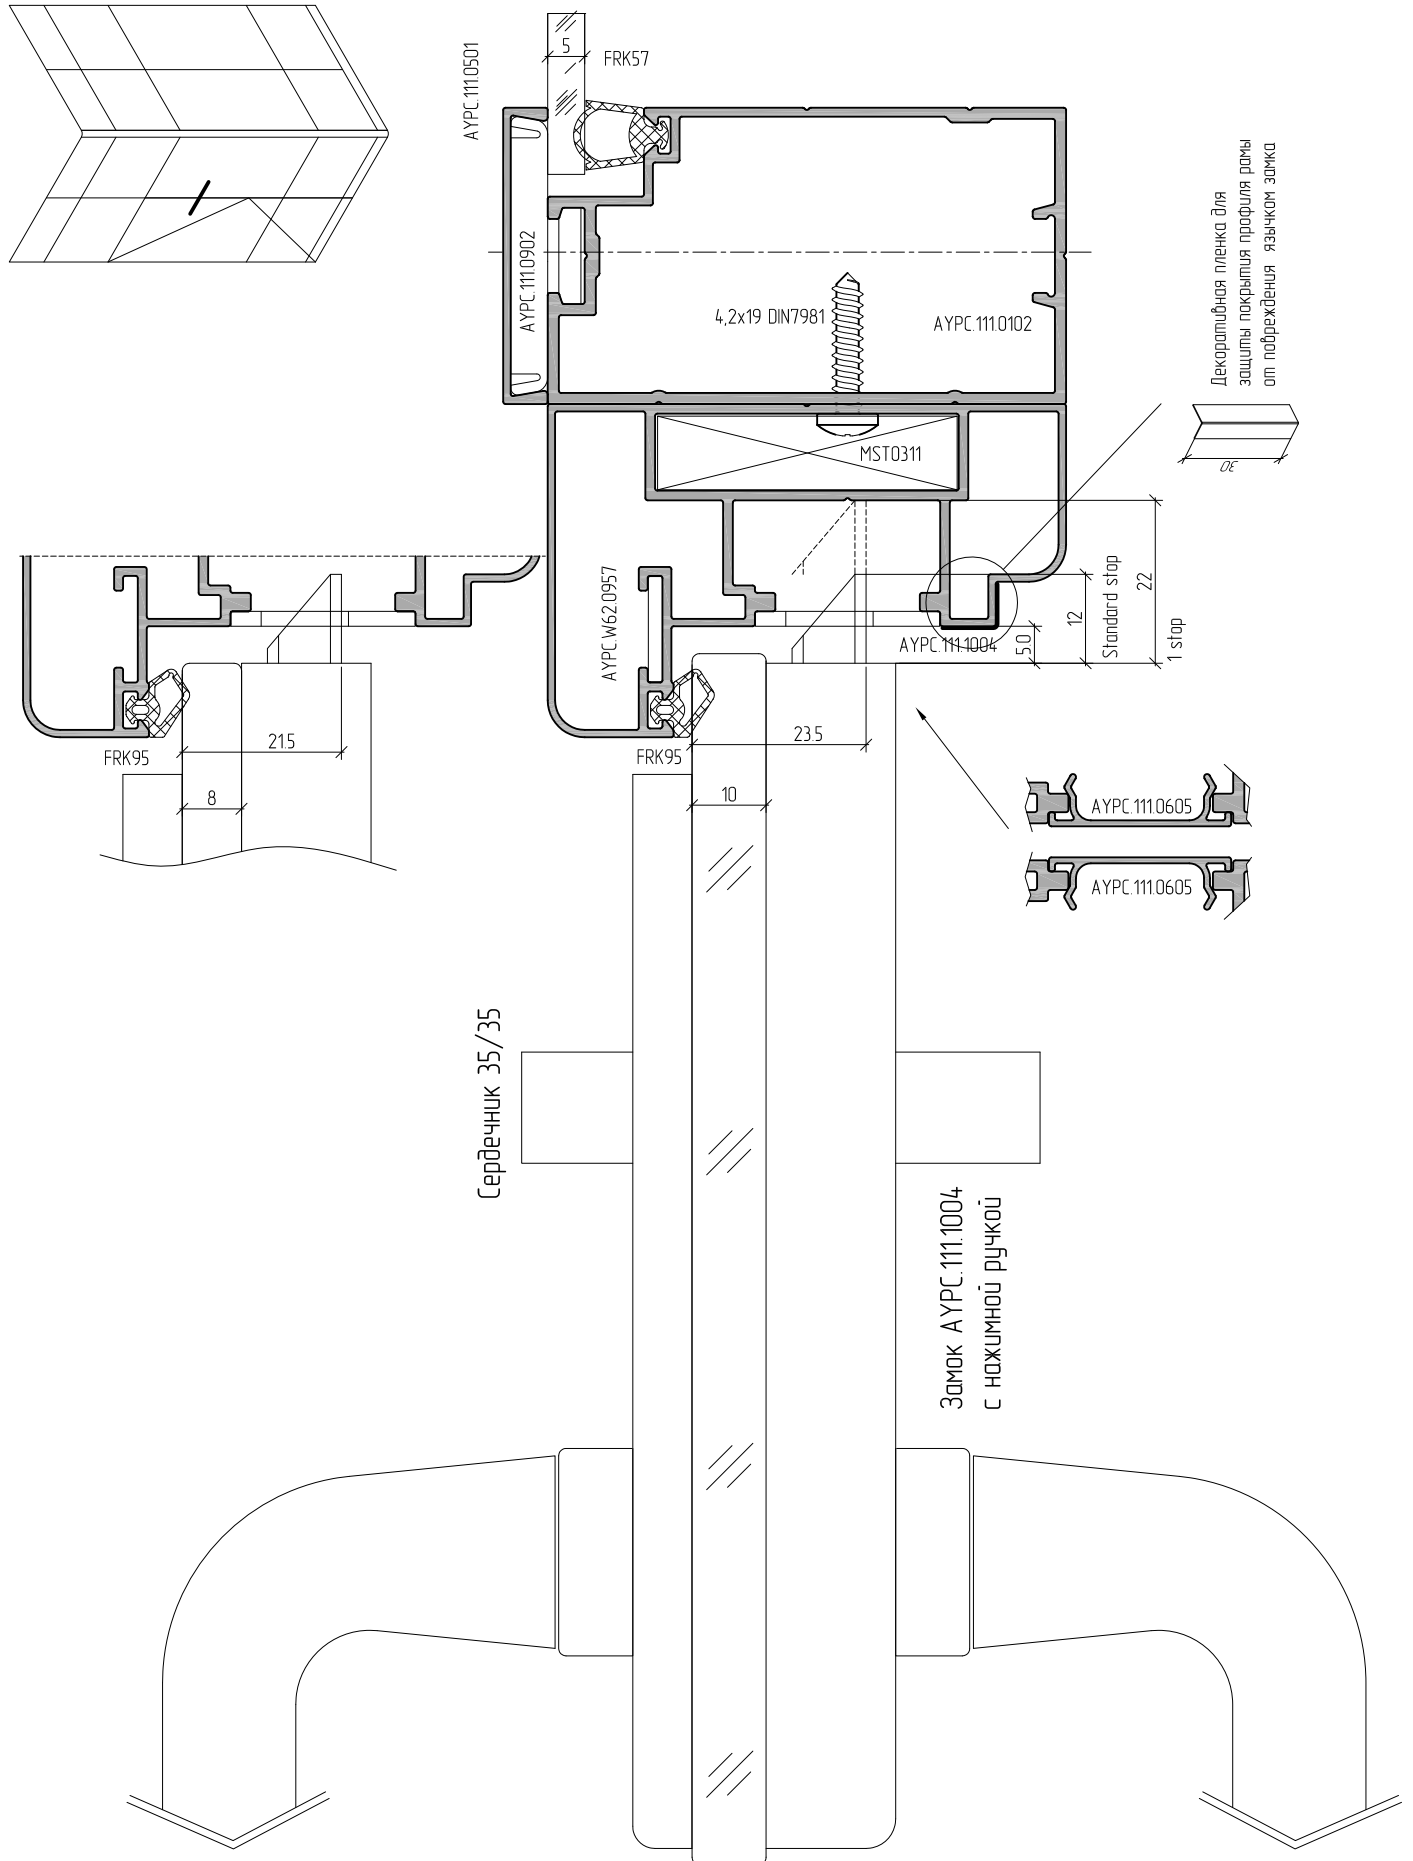 AYPC.111.0501
5
FRK57
AYPC.111.0902
4,2x19 DIN7981
AYPC.111.0102
Декоративная пленка для
защиты покрытия профиля рамы
от повреждения язычком замка
30
MST0311
AYPC.W62.0957
AYPC.111.1004
5.0
12
Standard stop
22
1 stop
FRK95
21.5
8
FRK95
23.5
10
AYPC.111.0605
AYPC.111.0605
Сердечник 35/35
Замок AYPC.111.1004
с нажимной ручкой